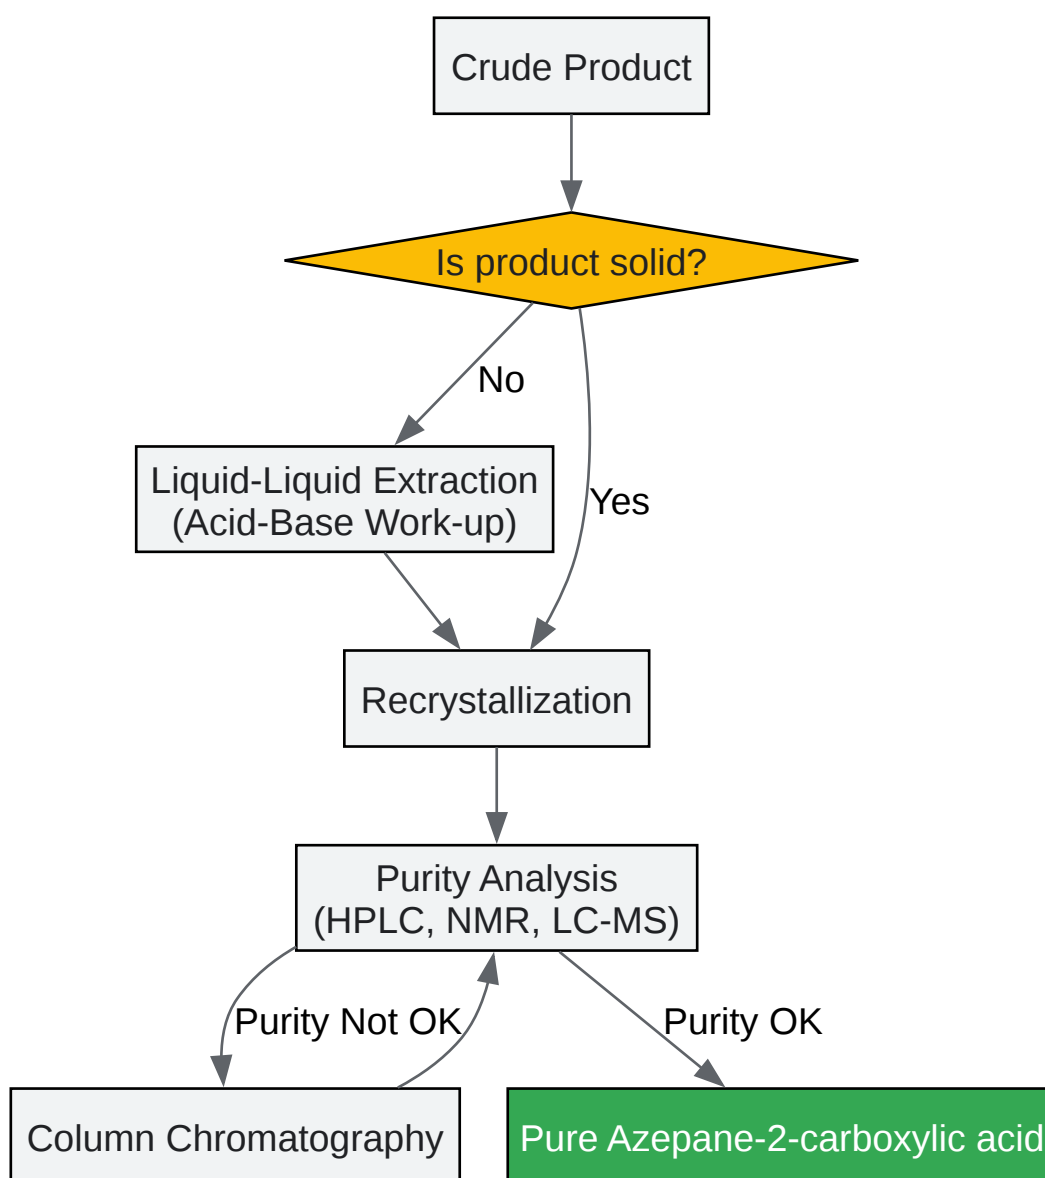 Crude Product
Is product solid?
No
Liquid-Liquid Extraction
(Acid-Base Work-up)
Yes
Recrystallization
Purity Analysis
(HPLC, NMR, LC-MS)
Purity Not OK
Purity OK
Column Chromatography
Pure Azepane-2-carboxylic acid